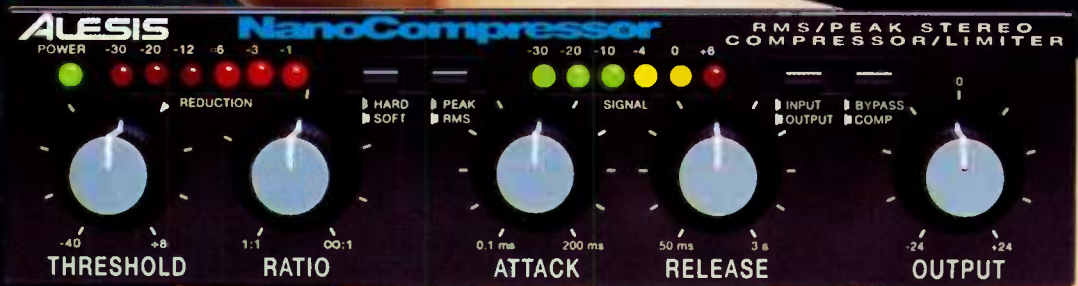 ALESIS NanoCompressor RMS/PEAK STEREO
COMPRESSOR/LIMITER
POWER -30 -20 -12 -6 -3 -1
-30 -20 -10 -4 0 +6
REDUCTION
HARD
SOFT
PEAK
RMS
SIGNAL
INPUT
OUTPUT
BYPASS
COMP
0
-40 +8
1:1 OO:1
0.1 ms 200 ms
50 ms 3 s
-24 +24
THRESHOLD RATIO ATTACK RELEASE OUTPUT